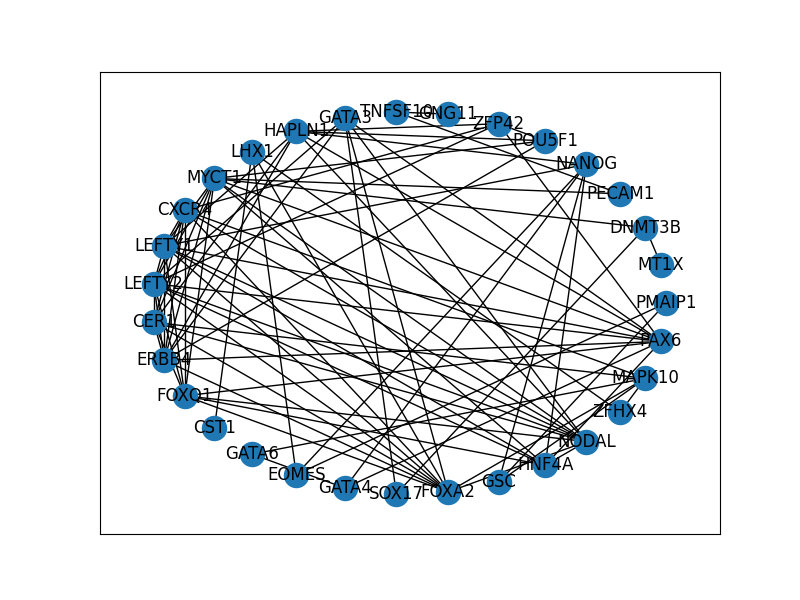 TNFSF10
GNG11
GATA3
ZFP42
HAPLN1
POU5F1
LHX1
NANOG
MYCT1
PECAM1
CXCR4
DNMT3B
LEFTY1
MT1X
LEFTY2
PMAIP1
CER1
PAX6
ERBB4
MAPK10
FOXO1
ZFHX4
CST1
NODAL
GATA6
HNF4A
EOMES
GSC
GATA4
SOX17
FOXA2